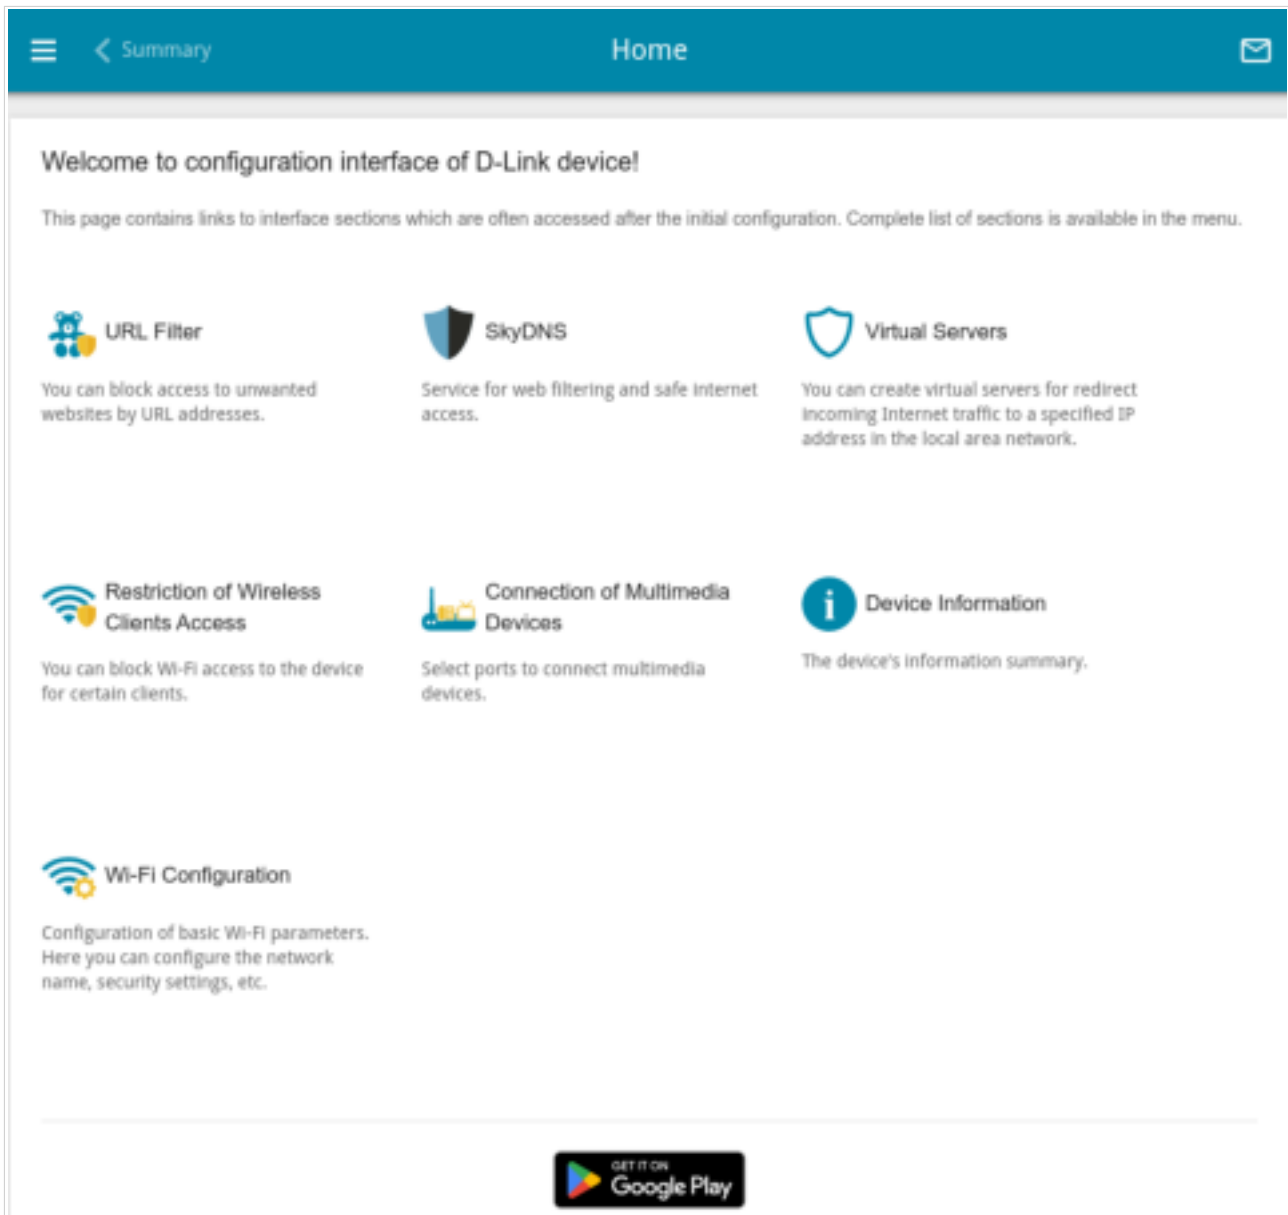 Summary
Home
Welcome to configuration interface of D-Link device!
This page contains links to interface sections which are often accessed after the initial configuration. Complete list of sections is available in the menu.
URL Filter
You can block access to unwanted
websites by URL addresses.
SkyDNS
Service for web filtering and safe internet
access.
Virtual Servers
You can create virtual servers for redirect
incoming Internet traffic to a specified IP
address in the local area network.
Restriction of Wireless
Clients Access
You can block Wi-Fi access to the device
for certain clients.
Connection of Multimedia
Devices
Select ports to connect multimedia
devices.
Device Information
The device's information summary.
Wi-Fi Configuration
Configuration of basic Wi-Fi parameters.
Here you can configure the network
name, security settings, etc.
GET IT ON
Google Play